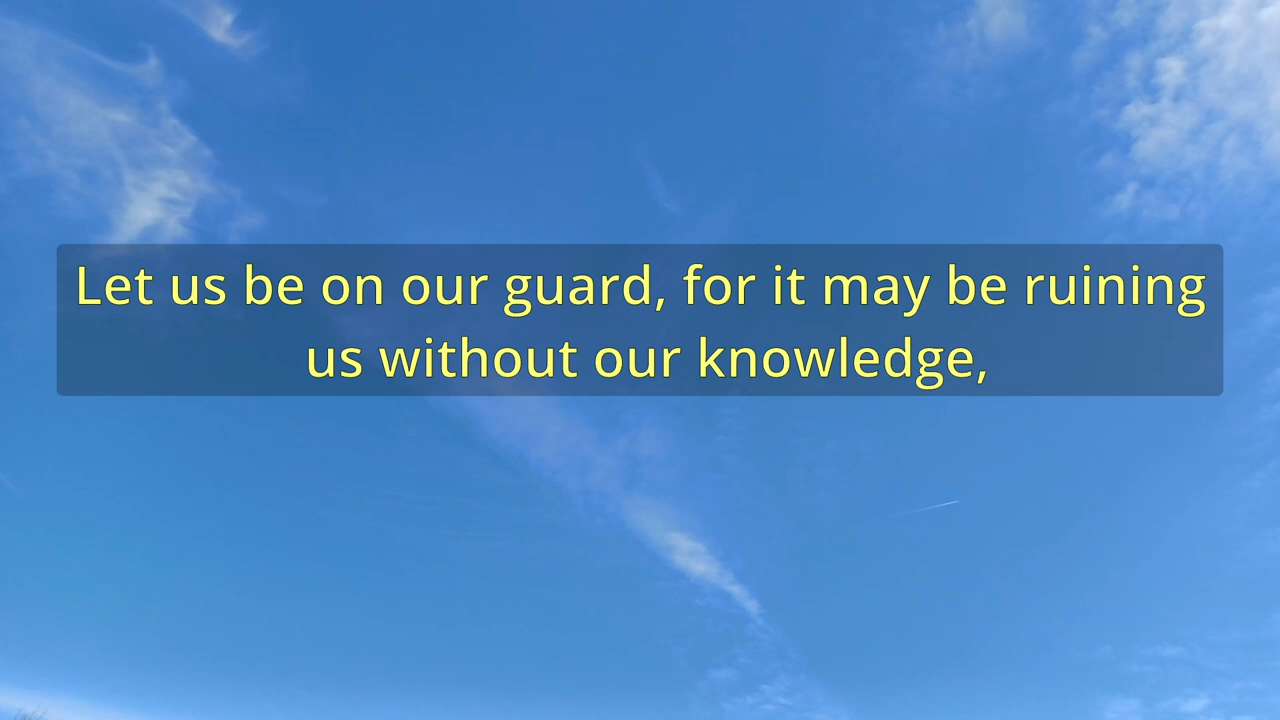 Let us be on our guard, for it may be ruining
us without our knowledge,